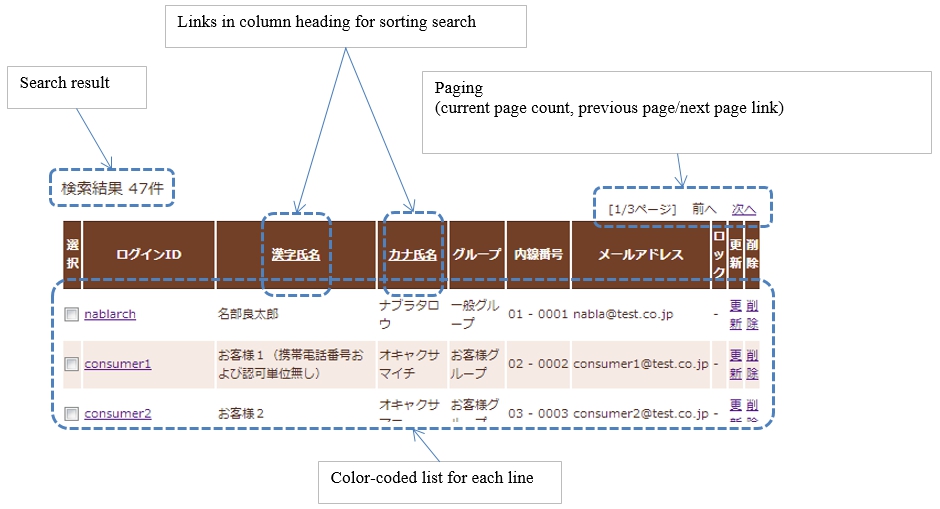 Links in column heading for sorting search
Search result
Paging
(current page count, previous page/next page link)
検索結果 47件
[1/3ページ] 前へ 次へ
選択 ログインID 漢字氏名 カナ氏名 グループ 内線番号 メールアドレス ロック 更新 削除
nablarch 名部良太郎 ナブラタロウ 一般グループ 01 - 0001 nabla@test.co.jp - 更新 削除
consumer1 お客様１（携帯電話番号および認可単位無し） オキャクサマイチ お客様グループ 02 - 0002 consumer1@test.co.jp - 更新 削除
consumer2 お客様２ オキャクサ お客様グ 03 - 0003 consumer2@test.co.jp - 更 削
Color-coded list for each line